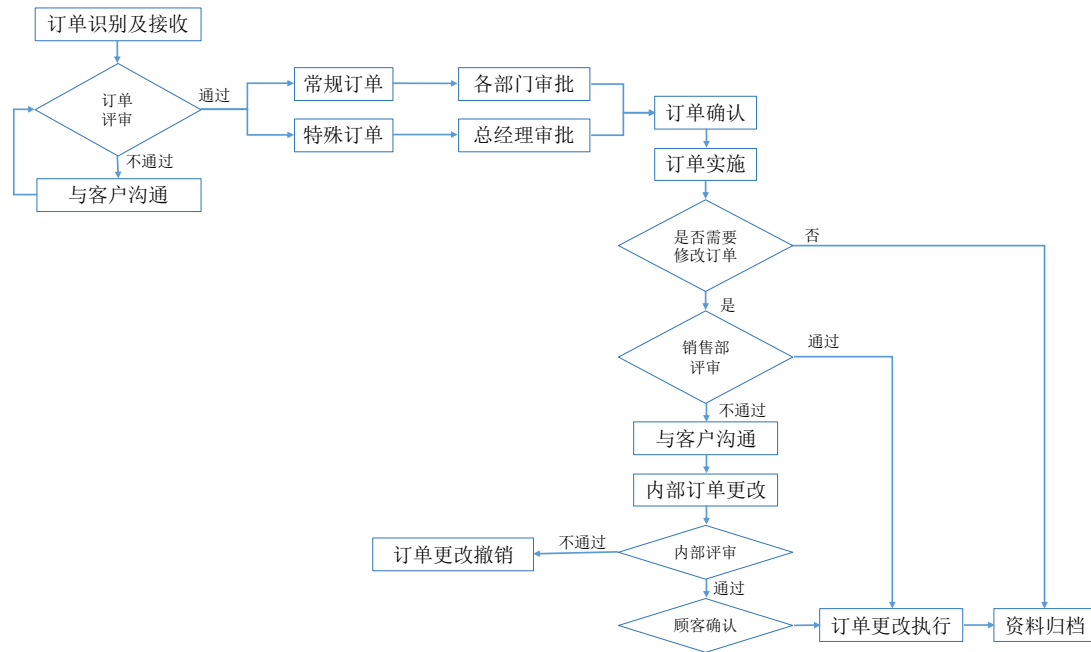 订单识别及接收
订单
评审
通过
不通过
与客户沟通
常规订单
各部门审批
特殊订单
总经理审批
订单确认
订单实施
是否需要
修改订单
否
是
销售部
评审
通过
不通过
与客户沟通
内部订单更改
内部评审
不通过
订单更改撤销
通过
顾客确认
订单更改执行
资料归档